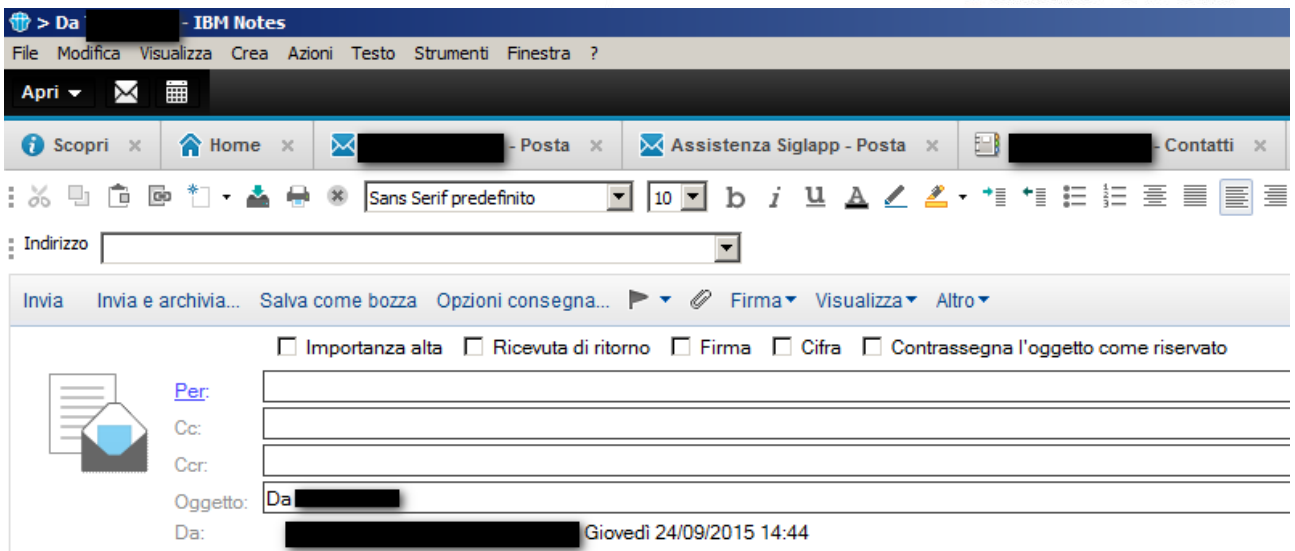 > Da - IBM Notes
File Modifica Visualizza Crea Azioni Testo Strumenti Finestra ?
Apri
Scopri × Home × - Posta × Assistenza Siglapp - Posta × - Contatti ×
Sans Serif predefinito 10 b i u A
Indirizzo
Invia Invia e archivia... Salva come bozza Opzioni consegna... Firma Visualizza Altro
Importanza alta Ricevuta di ritorno Firma Cifra Contrassegna l'oggetto come riservato
Per:
Cc:
Ccr:
Oggetto: Da
Da: Giovedì 24/09/2015 14:44